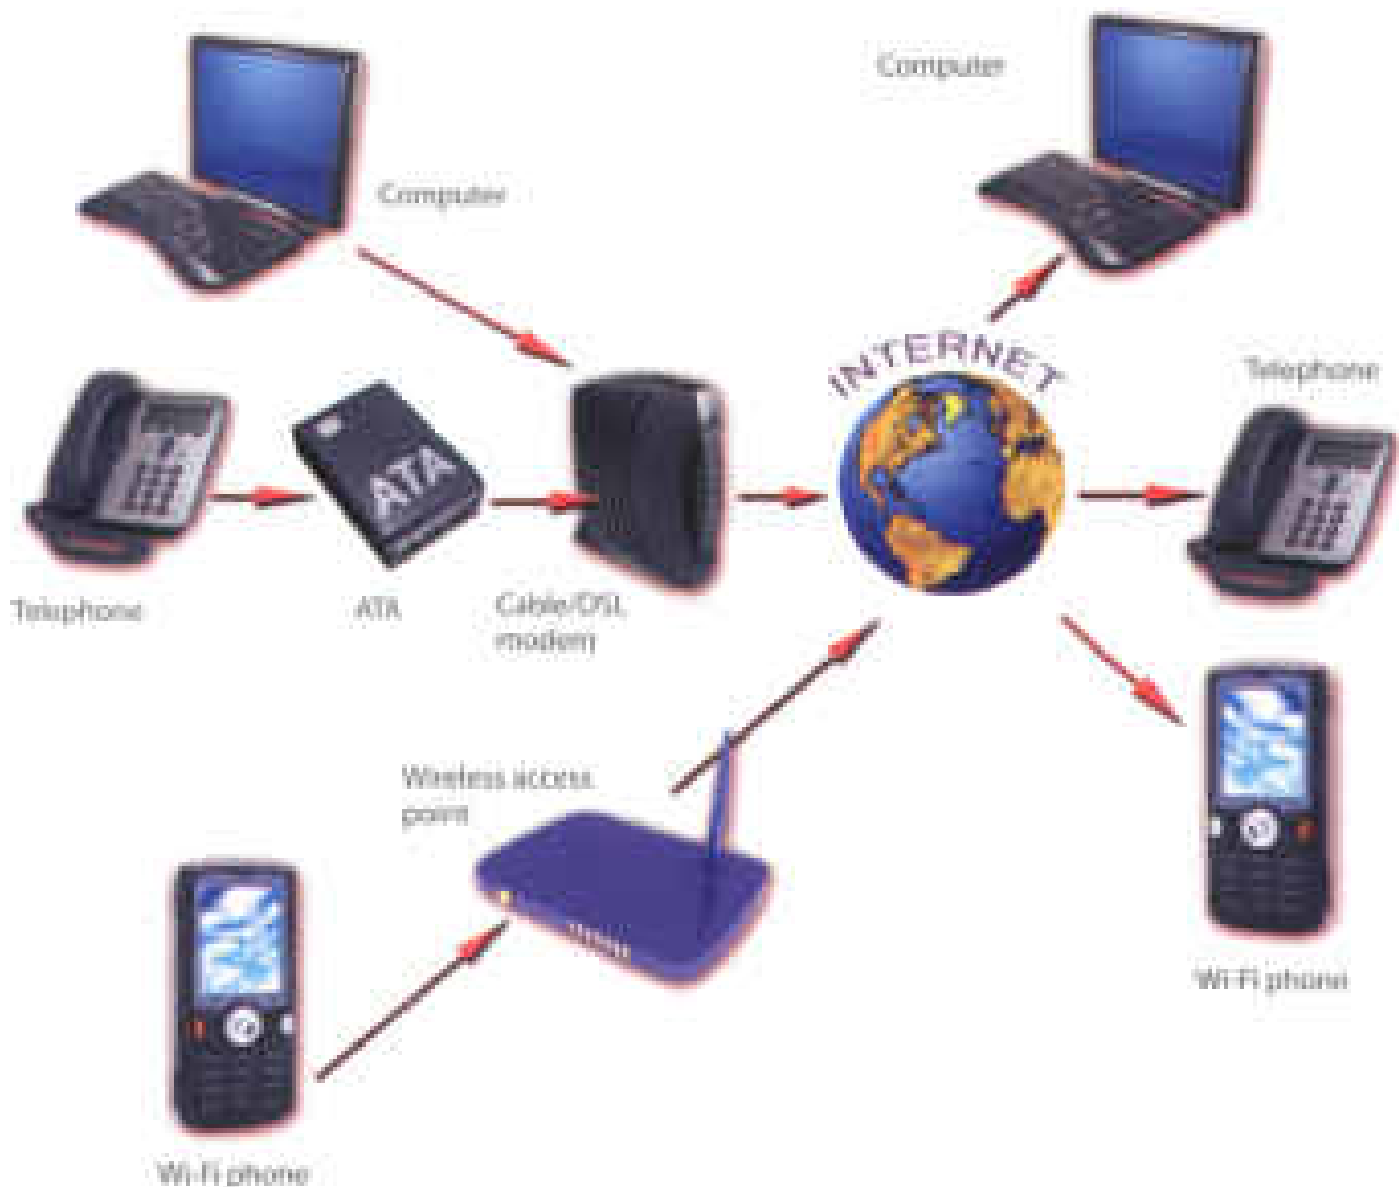 Computer
Computer
INTERNET
Telephone
ATA
Telephone
ATA
Cable/DSL
modem
Wireless access
point
Wi-Fi phone
Wi-Fi phone